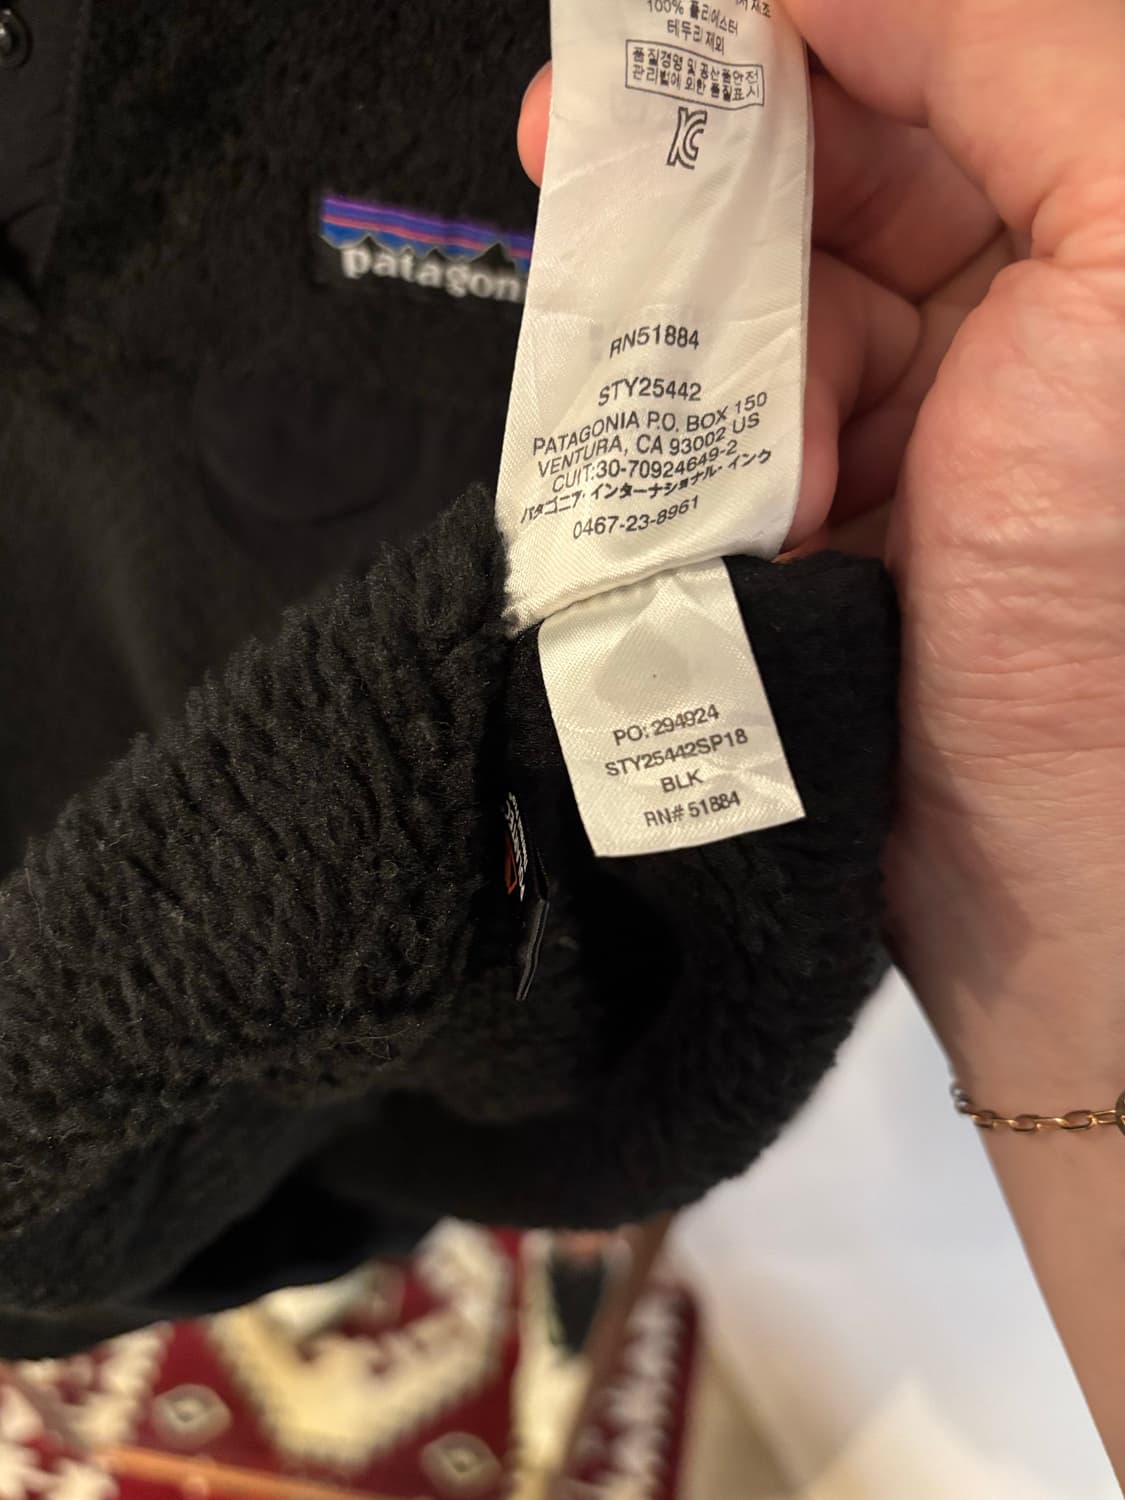 100% 폴리에스터
테두리 제외
품질경영 및 공산품안전
관리법에 의한 품질표시
patagoni
RN51884
STY25442
PATAGONIA P.O. BOX 150
VENTURA, CA 93002 US
CUIT:30-70924649-2
パタゴニア・インターナショナル・インク
0467-23-8961
PO: 294924
STY25442SP18
BLK
RN# 51884